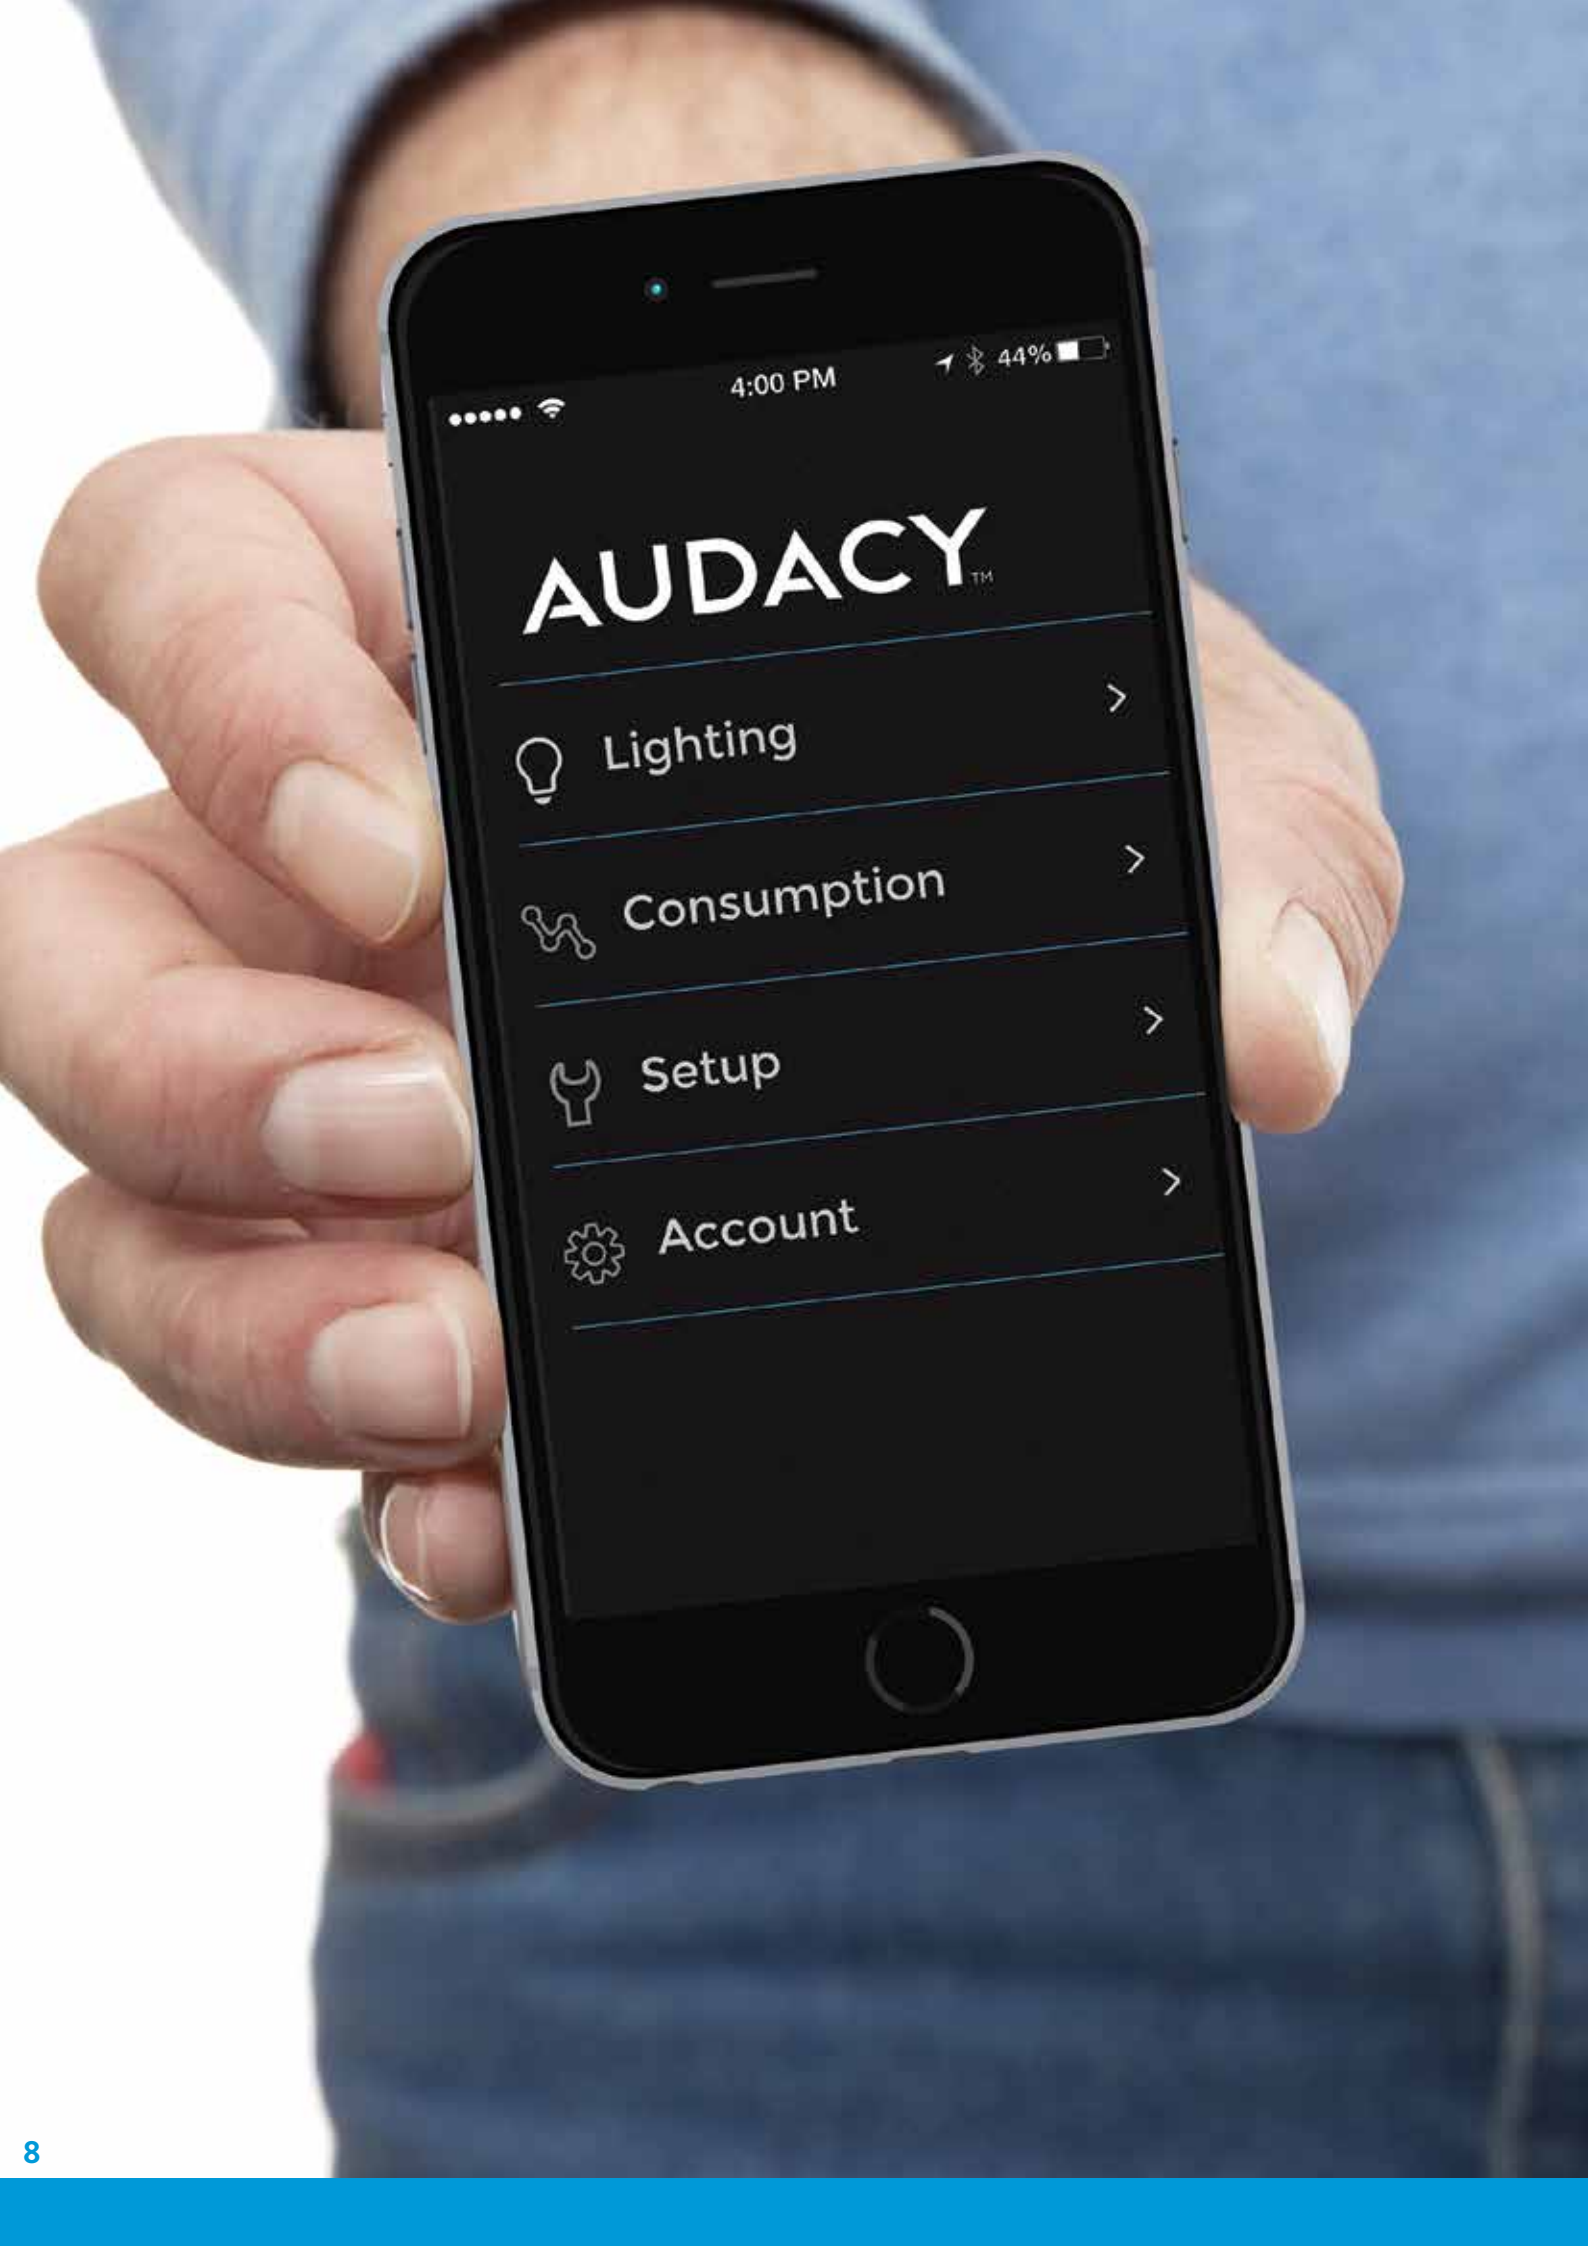 4:00 PM
44%
AUDACY™
Lighting
Consumption
Setup
Account
8